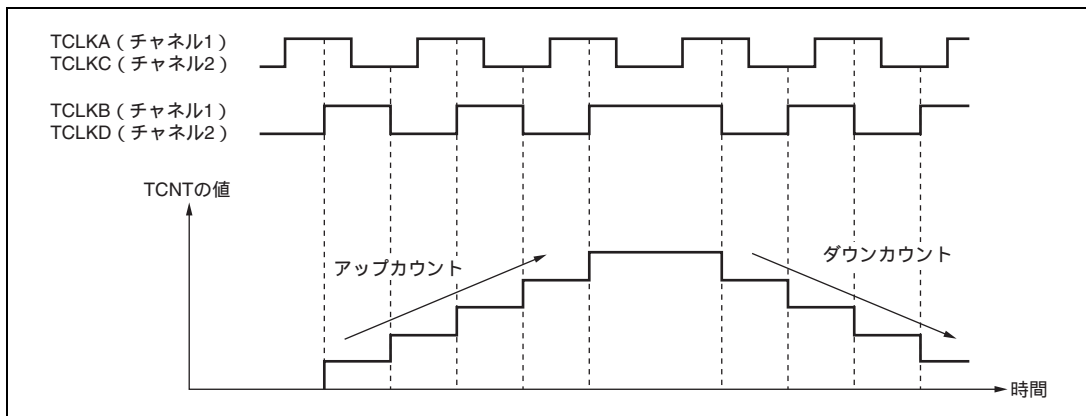 TCLKA（チャネル1）
TCLKC（チャネル2）
TCLKB（チャネル1）
TCLKD（チャネル2）
TCNTの値
アップカウント
ダウンカウント
時間